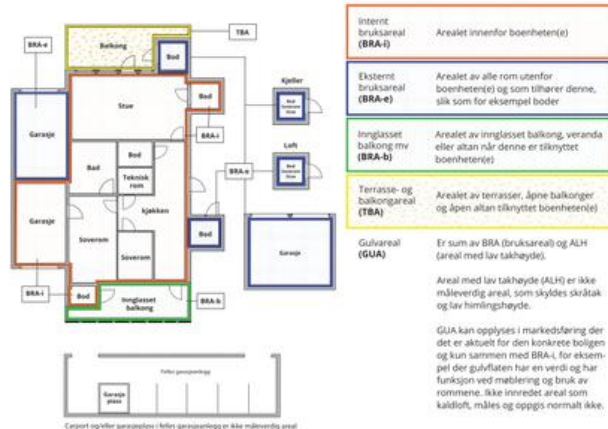 BRA-e
TBA
Balkong
Bod
Stue
Bod
Kjeller
BRA-i
Garasje
Loft
Bad
Bod
Teknisk
rom
BRA-e
Garasje
kjøkken
Soverom
Soverom
Bod
Garasje
BRA-i
Bod
Innglasset
balkong
BRA-b
Felles garasjeanlegg
Garasje
plass
Carport og/eller garasjeplass i felles garasjeanlegg er ikke måleverdig areal
Internt
bruksareal
(BRA-i)
Arealet innenfor boenheten(e)
Eksternt
bruksareal
(BRA-e)
Arealet av alle rom utenfor
boenheten(e) og som tilhører denne,
slik som for eksempel boder
Innglasset
balkong mv
(BRA-b)
Arealet av innglasset balkong, veranda
eller altan når denne er tilknyttet
boenheten(e)
Terrasse- og
balkongareal
(TBA)
Arealet av terrasser, åpne balkonger
og åpen altan tilknyttet boenheten(e)
Gulvareal
(GUA)
Er sum av BRA (bruksareal) og ALH
(areal med lav takhøyde).
Areal med lav takhøyde (ALH) er ikke
måleverdig areal, som skyldes skråtak
og lav himlingshøyde.
GUA kan opplyses i markedsføring der
det er aktuelt for den konkrete boligen
og kun sammen med BRA-i, for eksem-
pel der gulvflaten har en verdi og har
funksjon ved møblering og bruk av
rommene. Ikke innredet areal som
kaldloft, måles og oppgis normalt ikke.